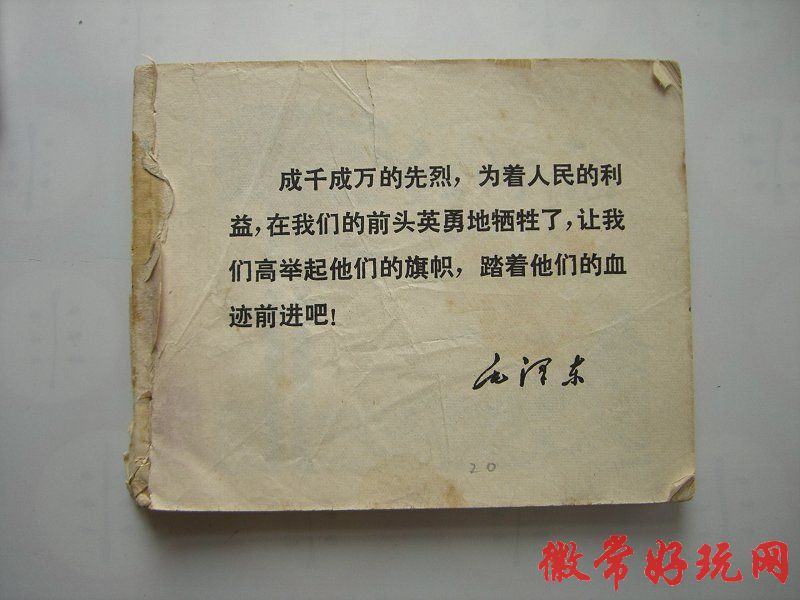 成千成万的先烈，为着人民的利
益，在我们的前头英勇地牺牲了，让我
们高举起他们的旗帜，踏着他们的血
迹前进吧！
毛泽东
20
徽常好玩网